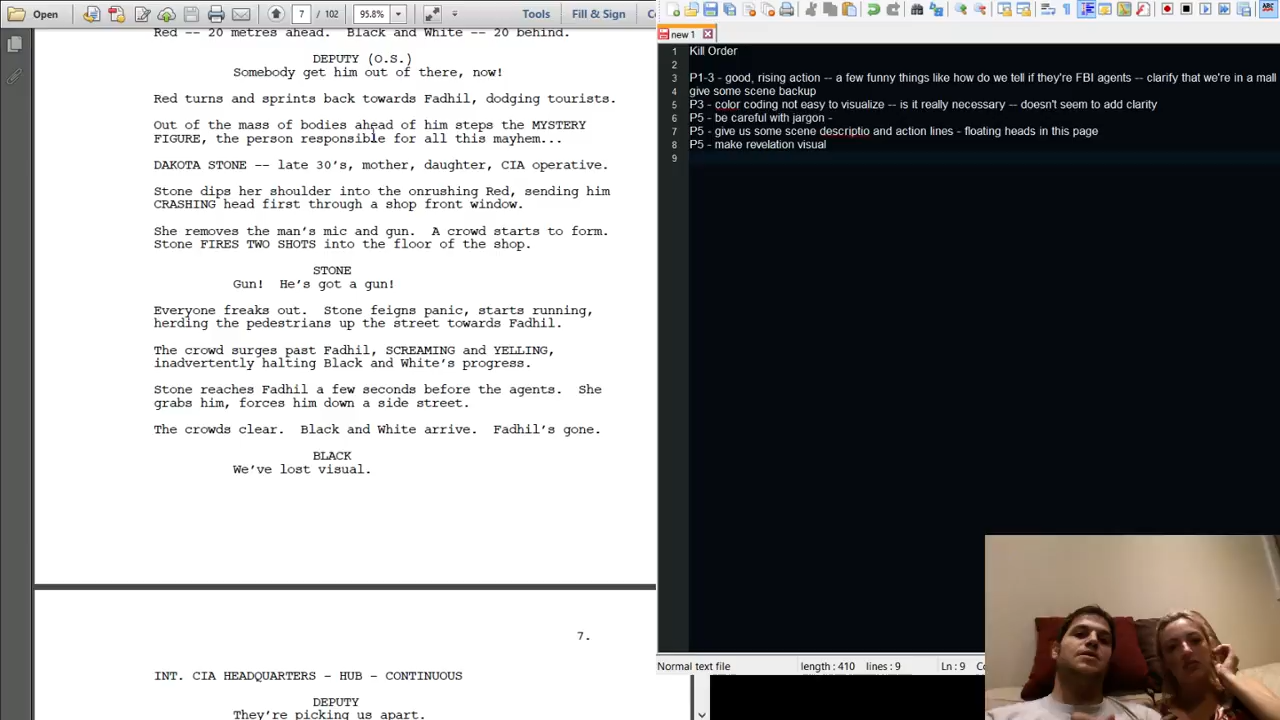 Open
7
/ 102
95.8%
Tools
Fill & Sign
Red -- 20 metres ahead.  Black and White -- 20 behind.
DEPUTY (O.S.)
Somebody get him out of there, now!
Red turns and sprints back towards Fadhil, dodging tourists.
Out of the mass of bodies ahead of him steps the MYSTERY
FIGURE, the person responsible for all this mayhem...
DAKOTA STONE -- late 30's, mother, daughter, CIA operative.
Stone dips her shoulder into the onrushing Red, sending him
CRASHING head first through a shop front window.
She removes the man's mic and gun.  A crowd starts to form.
Stone FIRES TWO SHOTS into the floor of the shop.
STONE
Gun!  He's got a gun!
Everyone freaks out.  Stone feigns panic, starts running,
herding the pedestrians up the street towards Fadhil.
The crowd surges past Fadhil, SCREAMING and YELLING,
inadvertently halting Black and White's progress.
Stone reaches Fadhil a few seconds before the agents.  She
grabs him, forces him down a side street.
The crowds clear.  Black and White arrive.  Fadhil's gone.
BLACK
We've lost visual.
7.
INT. CIA HEADQUARTERS - HUB - CONTINUOUS
DEPUTY
They're picking us apart.
new 1
1 Kill Order
2
3 P1-3 - good, rising action -- a few funny things like how do we tell if they're FBI agents -- clarify that we're in a mall
4 give some scene backup
5 P3 - color coding not easy to visualize -- is it really necessary -- doesn't seem to add clarity
6 P5 - be careful with jargon -
7 P5 - give us some scene descriptio and action lines - floating heads in this page
8 P5 - make revelation visual
9
Normal text file
length : 410
lines : 9
Ln : 9